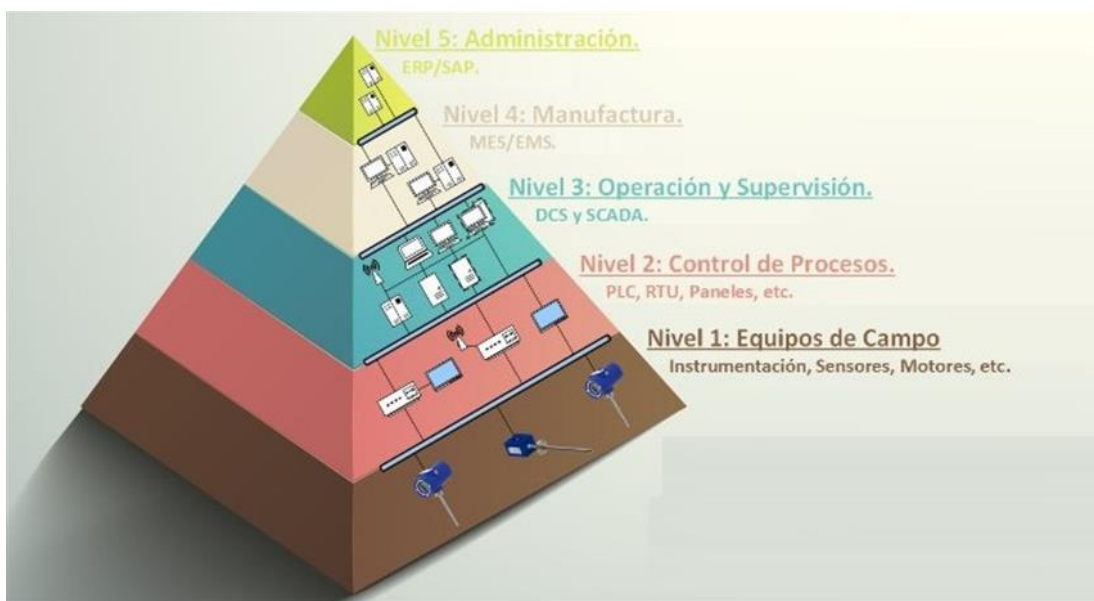 Nivel 5: Administración.
ERP/SAP.
Nivel 4: Manufactura.
MES/EMS.
Nivel 3: Operación y Supervisión.
DCS y SCADA.
Nivel 2: Control de Procesos.
PLC, RTU, Paneles, etc.
Nivel 1: Equipos de Campo
Instrumentación, Sensores, Motores, etc.